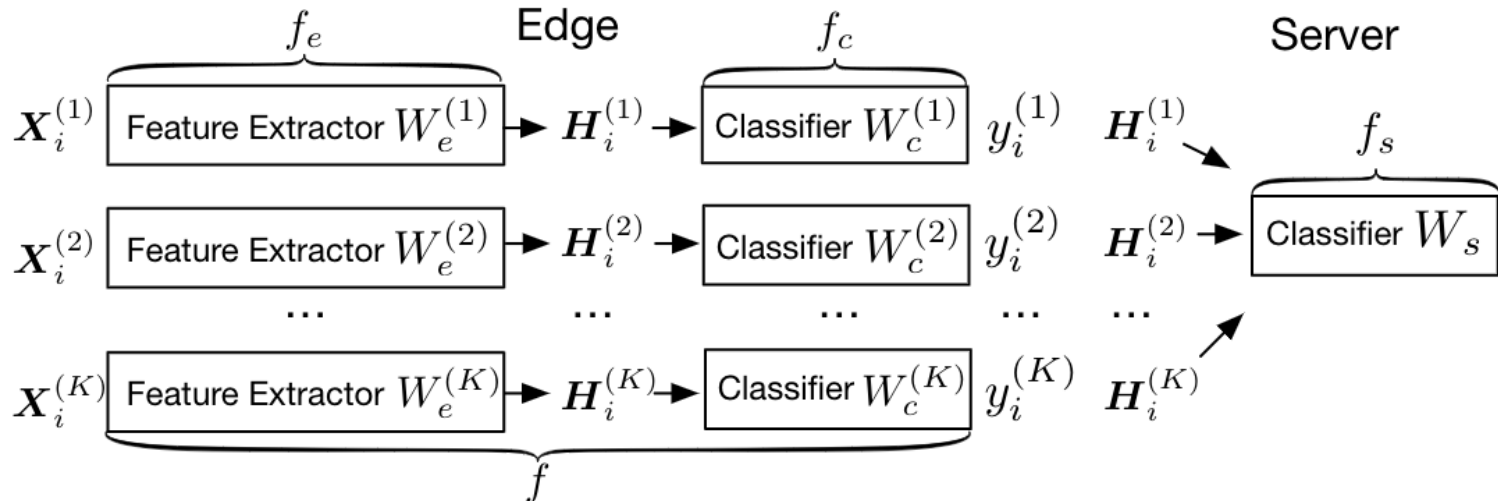 f_e Edge f_c Server
X_i^{(1)} Feature Extractor W_e^{(1)} H_i^{(1)} Classifier W_c^{(1)} y_i^{(1)} H_i^{(1)} f_s
X_i^{(2)} Feature Extractor W_e^{(2)} H_i^{(2)} Classifier W_c^{(2)} y_i^{(2)} H_i^{(2)} Classifier W_s
... ... ... ... ...
X_i^{(K)} Feature Extractor W_e^{(K)} H_i^{(K)} Classifier W_c^{(K)} y_i^{(K)} H_i^{(K)}
f